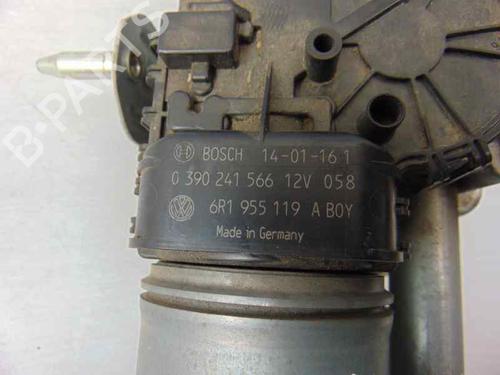 B-PARTS
BOSCH 14-01-16 1
0 390 241 566 12V 058
6R1 955 119 A BOY
Made in Germany